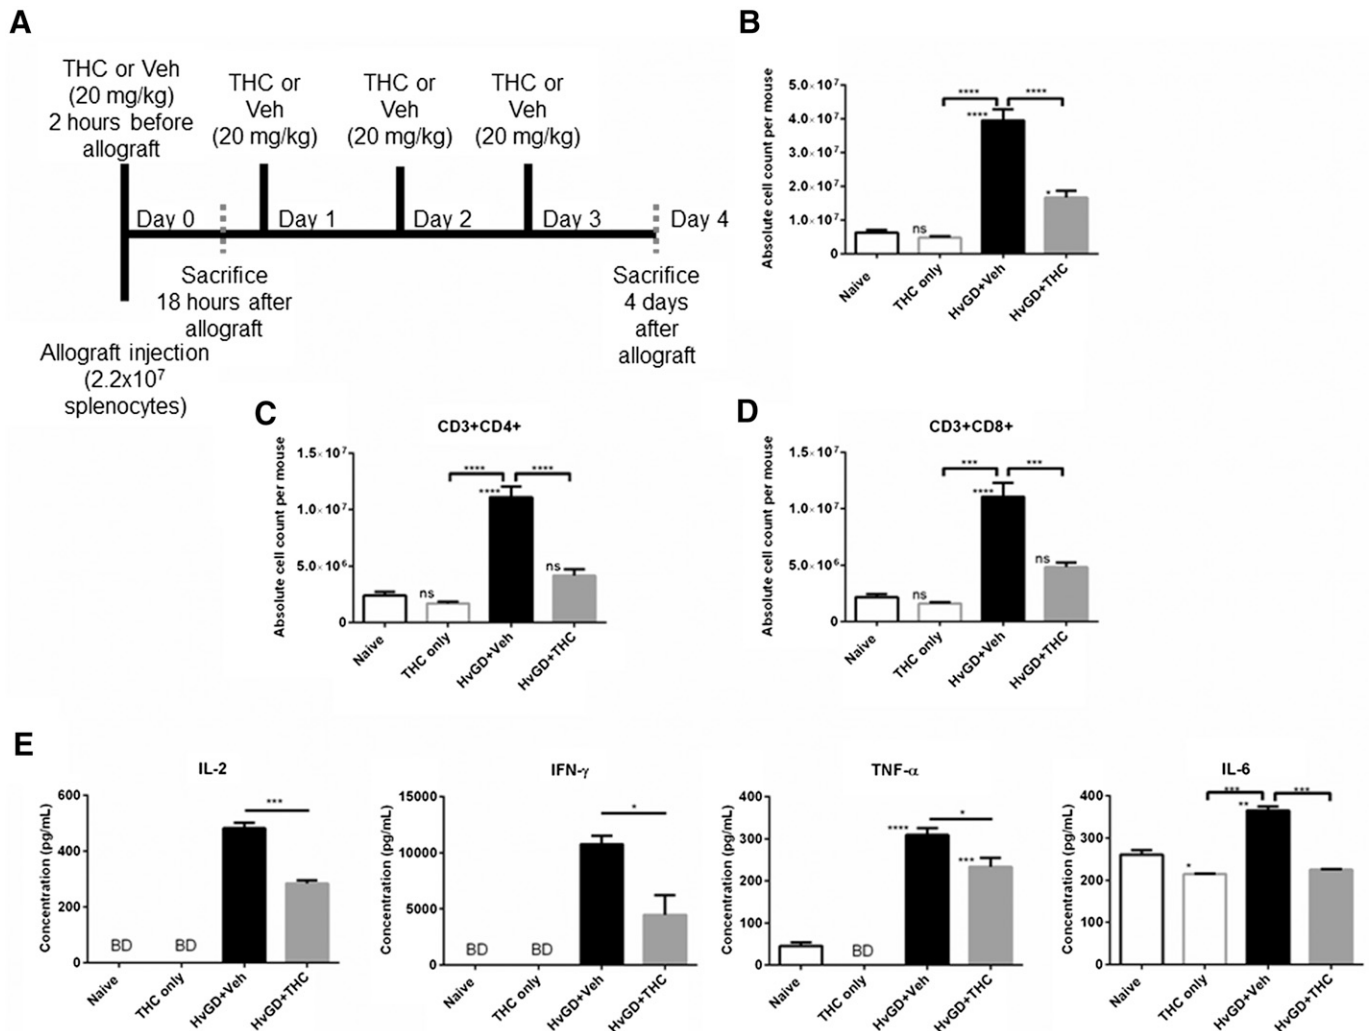 A
THC or Veh
(20 mg/kg)
2 hours before
allograft
THC or
Veh
(20 mg/kg)
THC or
Veh
(20 mg/kg)
THC or
Veh
(20 mg/kg)
Day 0
Day 1
Day 2
Day 3
Day 4
Sacrifice
18 hours after
allograft
Sacrifice
4 days
after
allograft
Allograft injection
(2.2x10⁷
splenocytes)
B
Absolute cell count per mouse
5.0×10⁷
4.0×10⁷
3.0×10⁷
2.0×10⁷
1.0×10⁷
0
ns
****
****
****
*
Naive
THC only
HvGD+Veh
HvGD+THC
C
CD3+CD4+
Absolute cell count per mouse
1.5×10⁷
1.0×10⁷
5.0×10⁶
0
ns
****
****
****
ns
Naive
THC only
HvGD+Veh
HvGD+THC
D
CD3+CD8+
Absolute cell count per mouse
1.5×10⁷
1.0×10⁷
5.0×10⁶
0
ns
***
****
***
ns
Naive
THC only
HvGD+Veh
HvGD+THC
E
IL-2
Concentration (pg/mL)
600
400
200
0
BD
BD
***
Naive
THC only
HvGD+Veh
HvGD+THC
IFN-γ
Concentration (pg/mL)
15000
10000
5000
0
BD
BD
*
Naive
THC only
HvGD+Veh
HvGD+THC
TNF-α
Concentration (pg/mL)
400
300
200
100
0
BD
****
*
***
Naive
THC only
HvGD+Veh
HvGD+THC
IL-6
Concentration (pg/mL)
400
300
200
100
0
*
***
**
***
Naive
THC only
HvGD+Veh
HvGD+THC